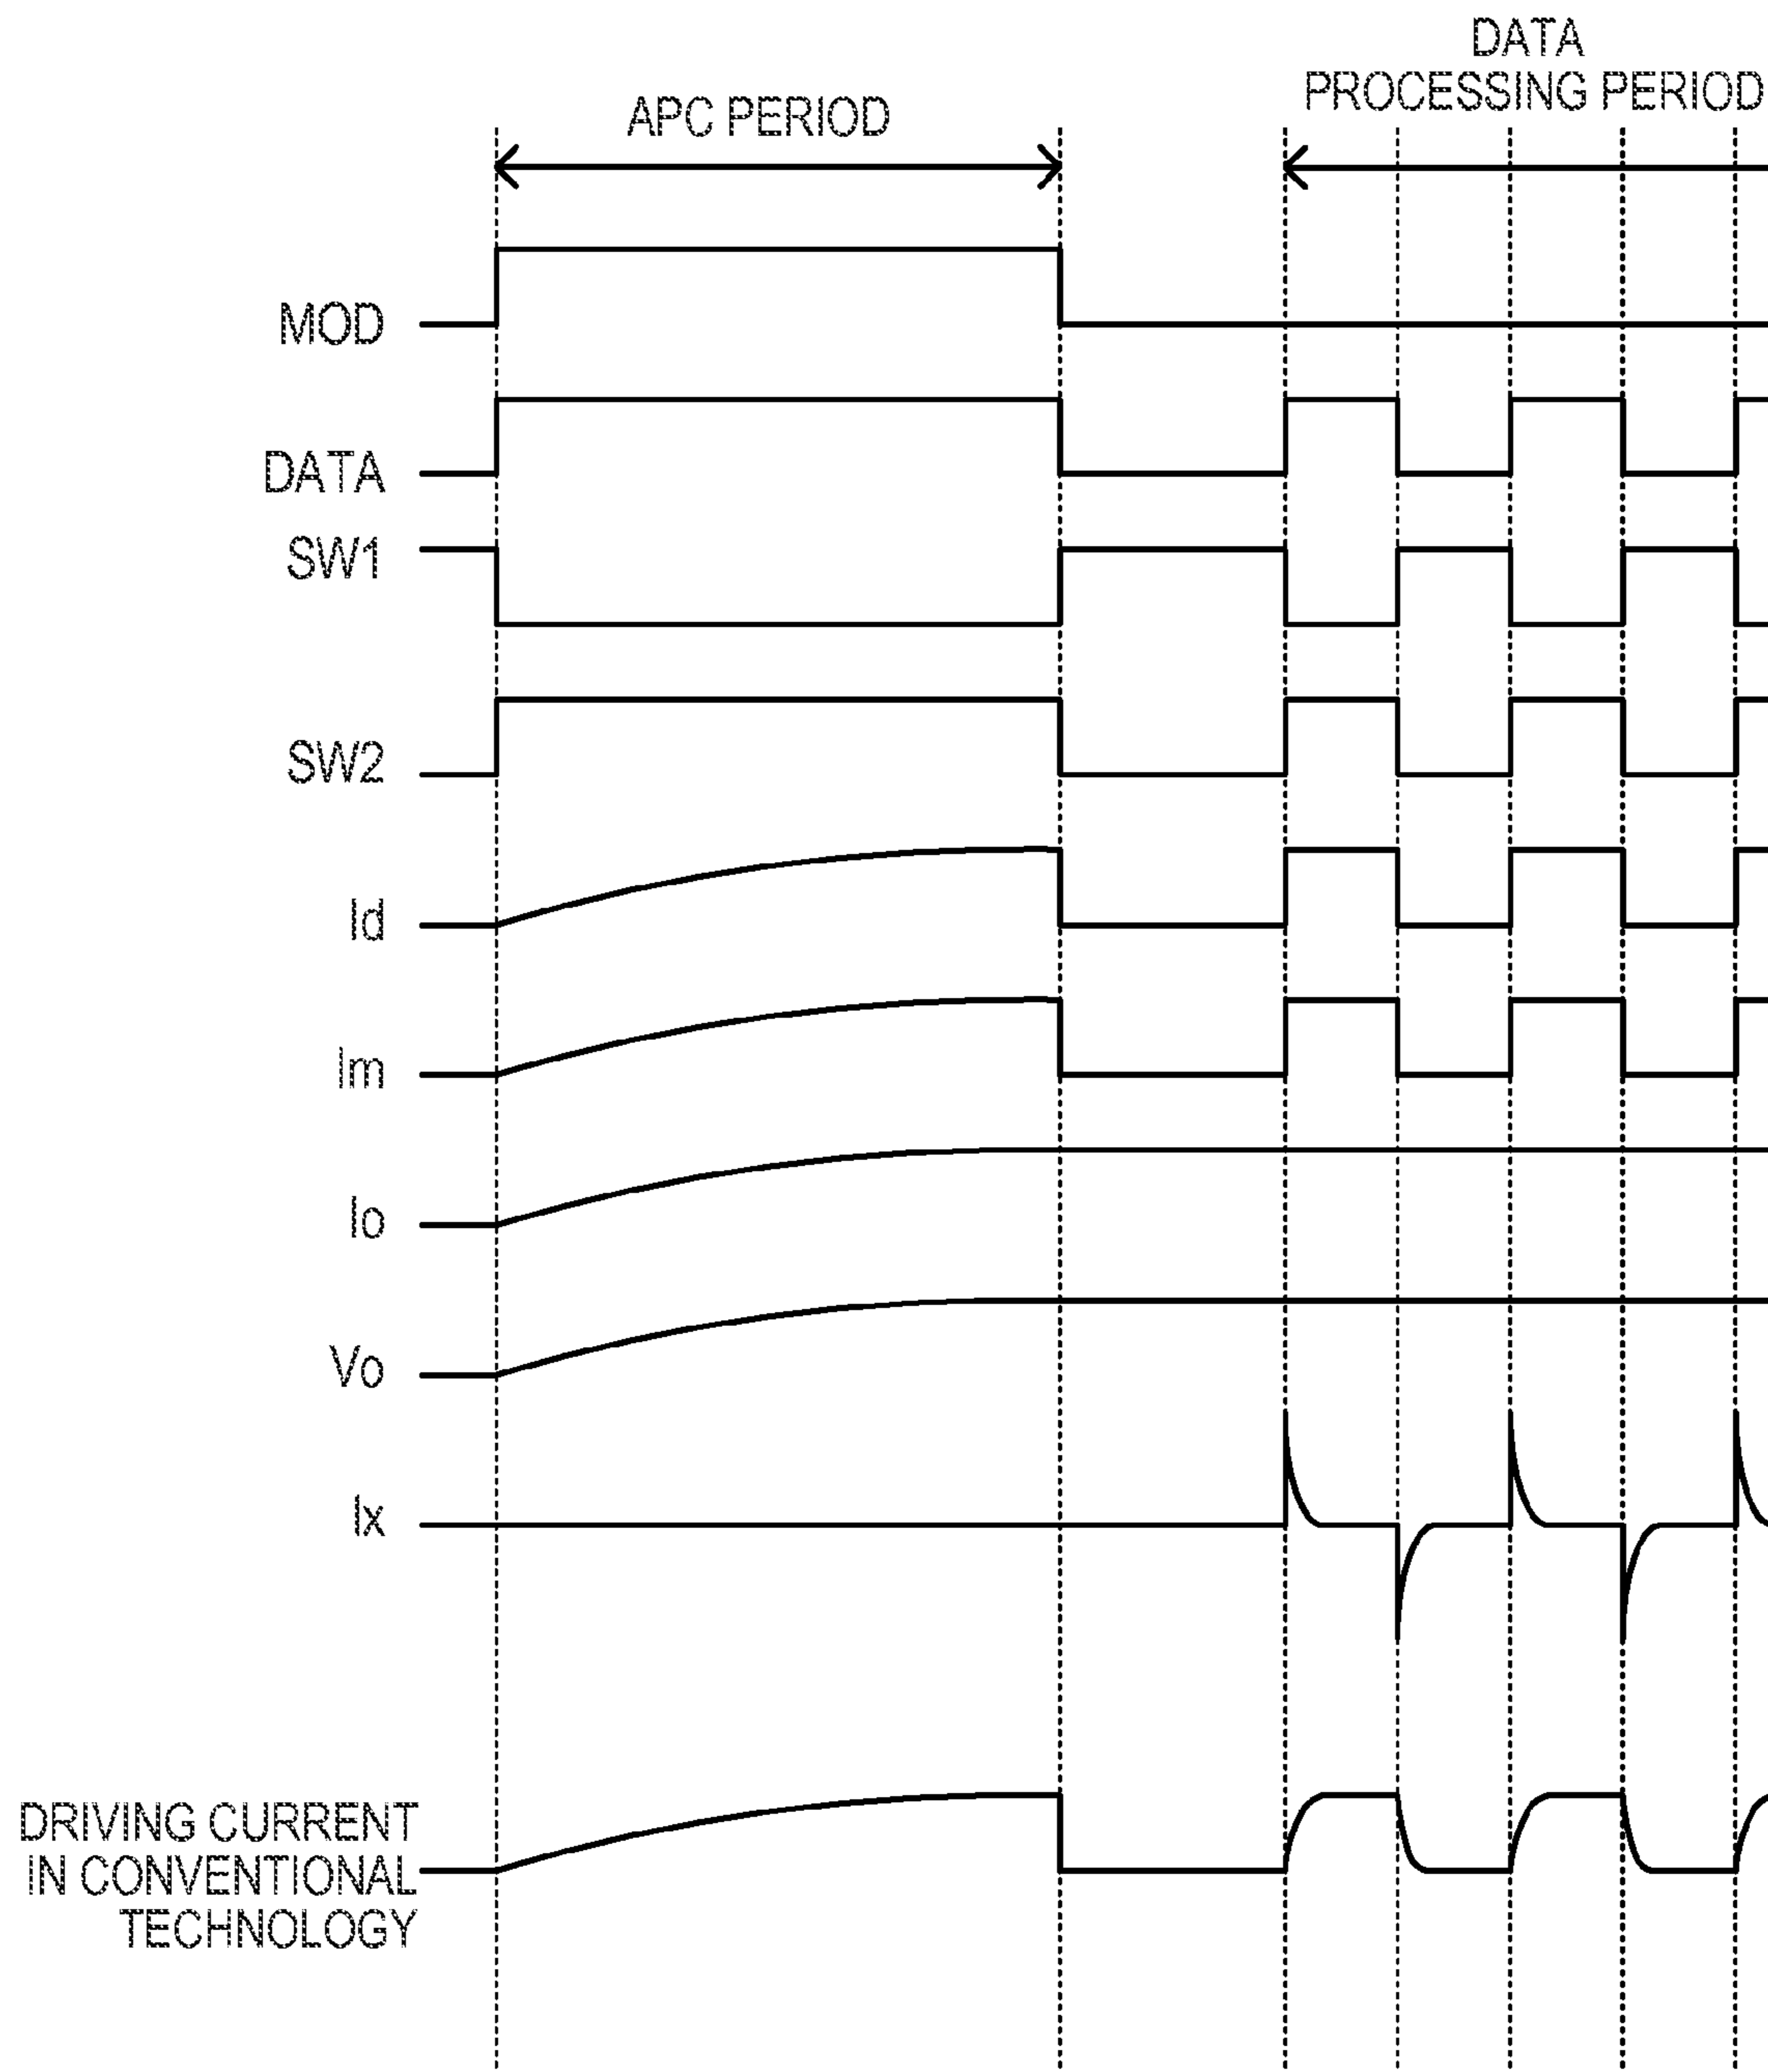 DATA
PROCESSING PERIOD
APC PERIOD
MOD
DATA
SW1
SW2
Id
Im
Io
Vo
Ix
DRIVING CURRENT
IN CONVENTIONAL
TECHNOLOGY